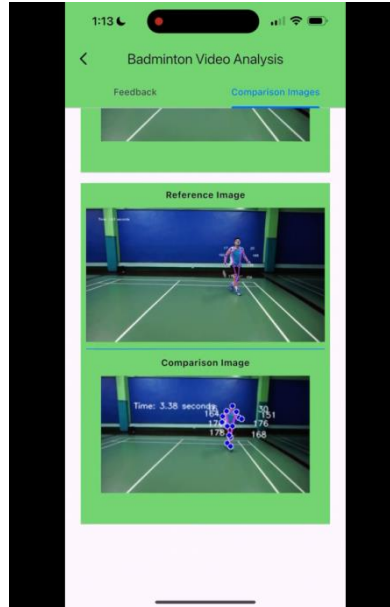 1:13
Badminton Video Analysis
Feedback
Comparison Images
Reference Image
Comparison Image
Time: 3.38 seconds
30
164
151
176
178
168